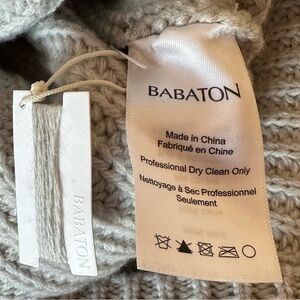 BABATON
Made in China
Fabriqué en Chine
Professional Dry Clean Only
Nettoyage à Sec Professionnel
Seulement
BABATON